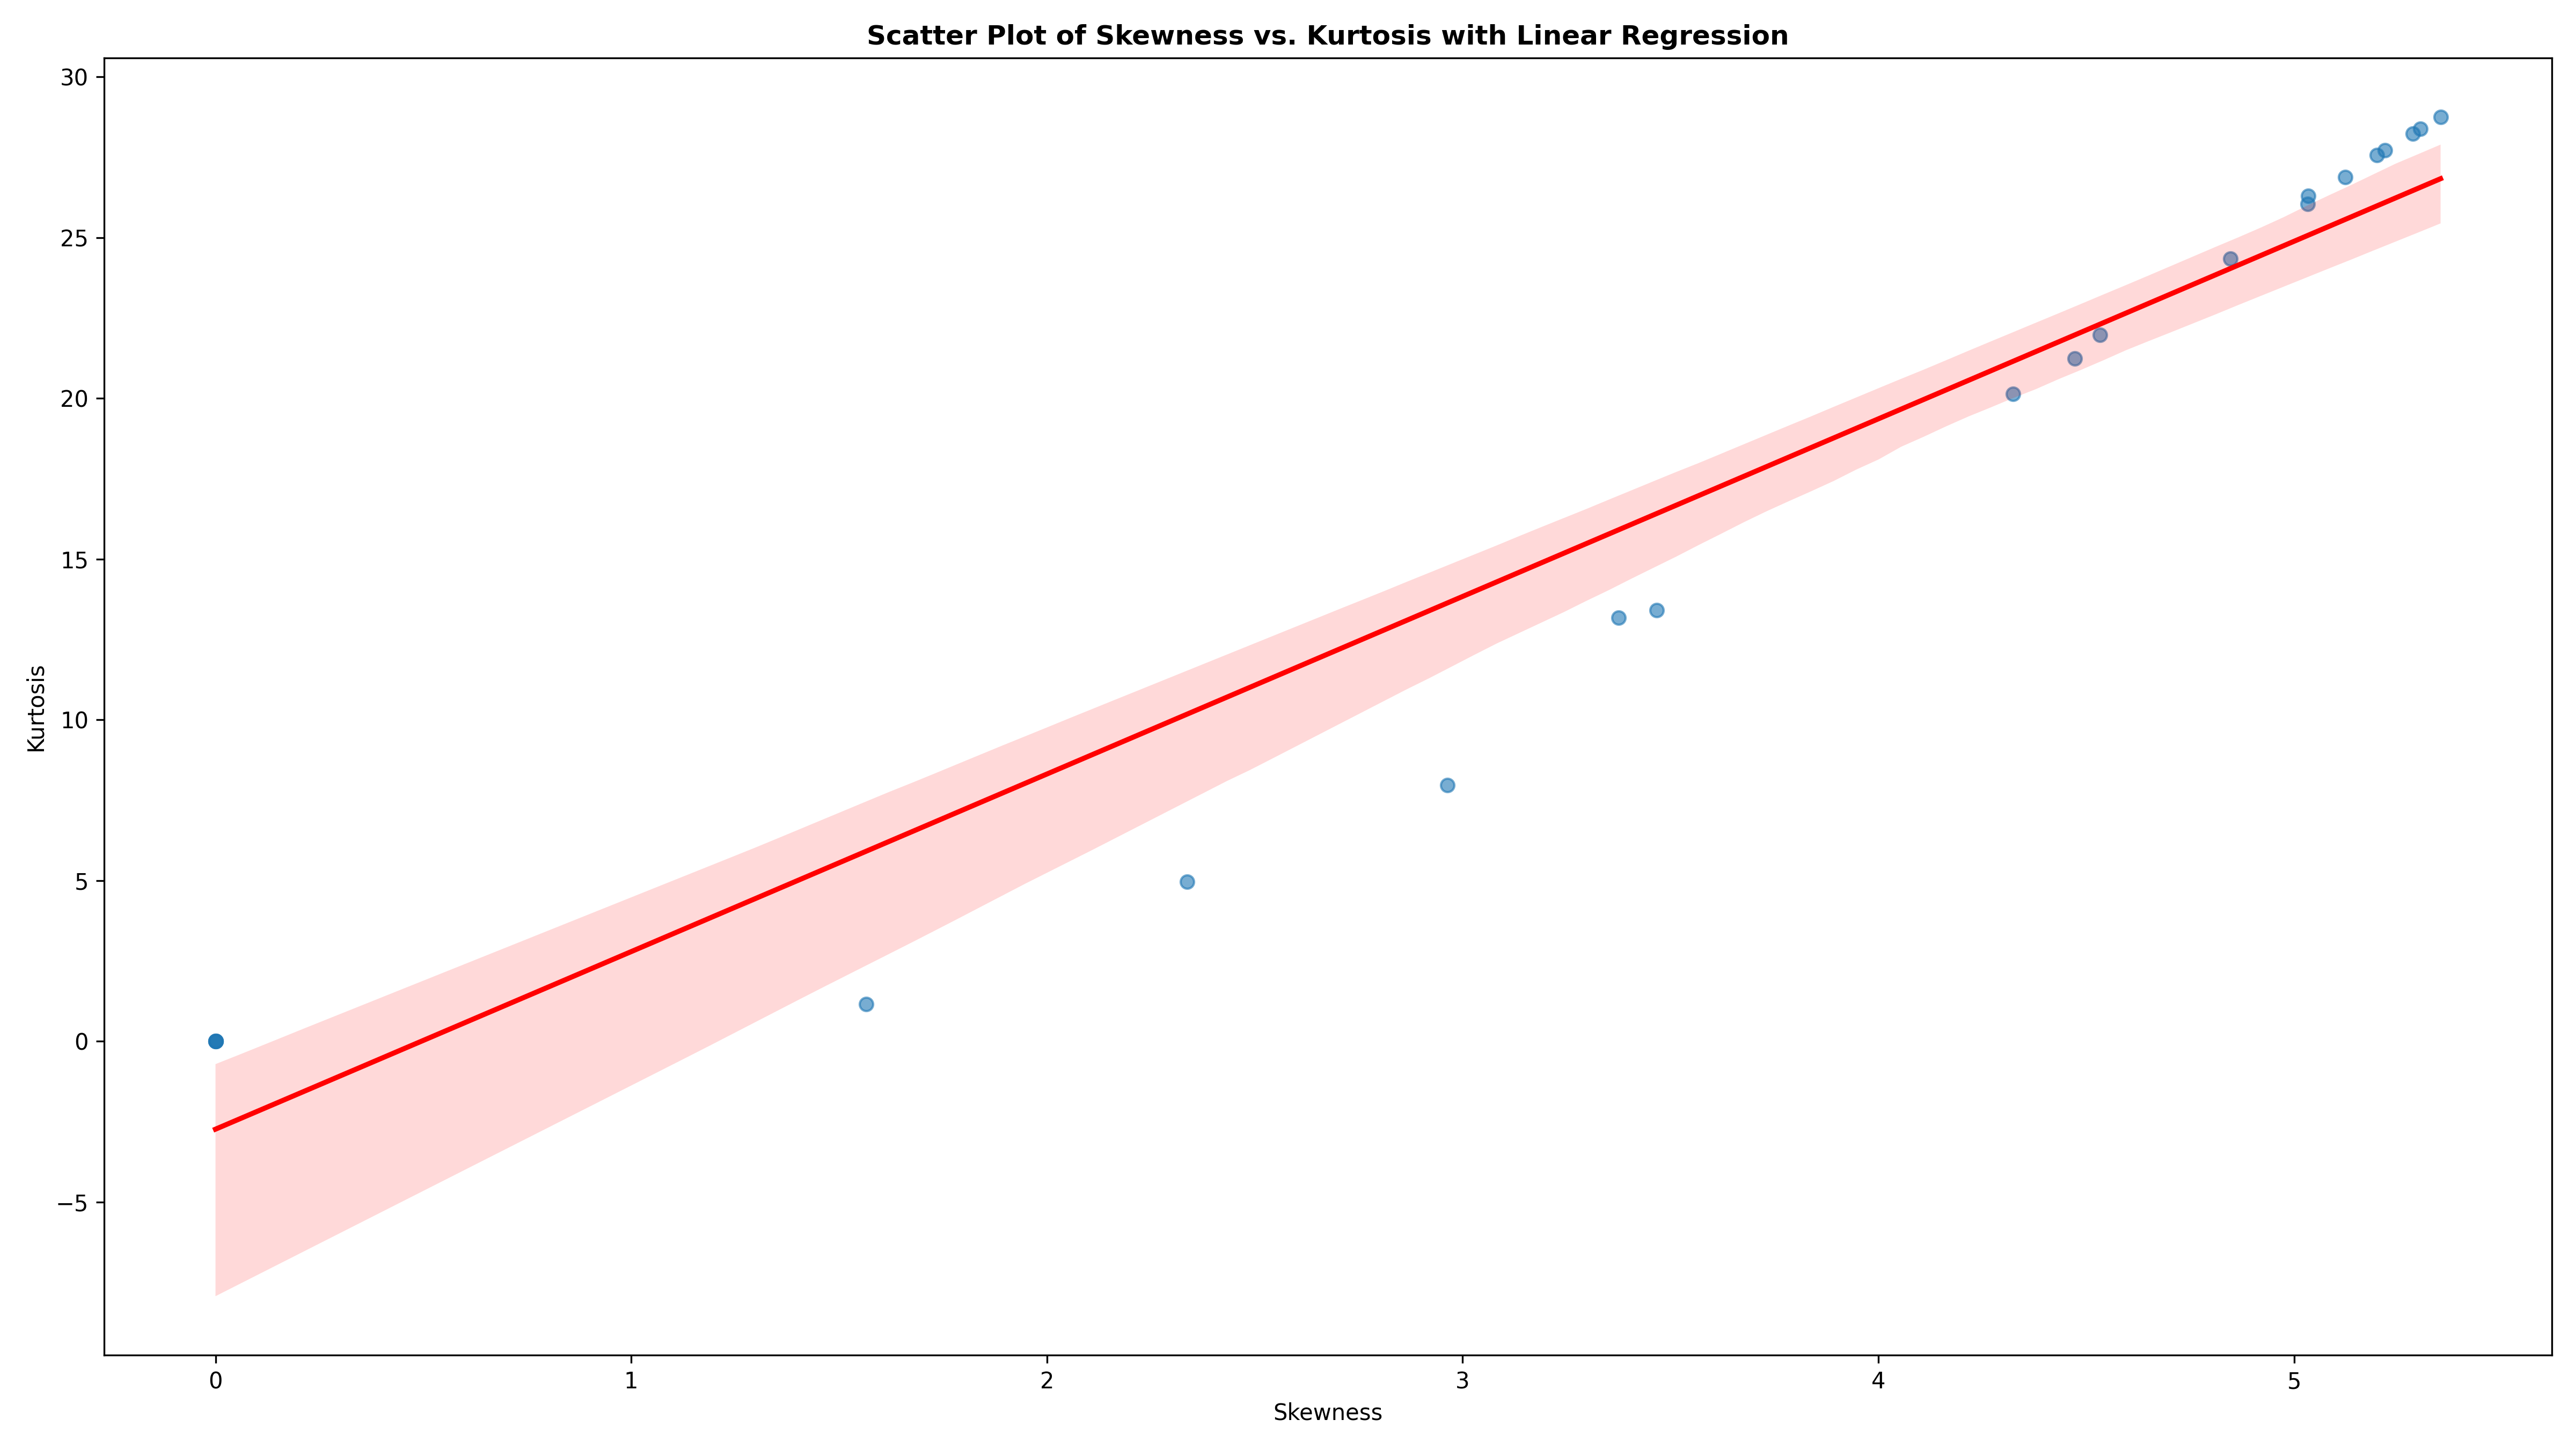 Scatter Plot of Skewness vs. Kurtosis with Linear Regression
30
25
20
15
10
5
0
−5
Kurtosis
0 1 2 3 4 5
Skewness